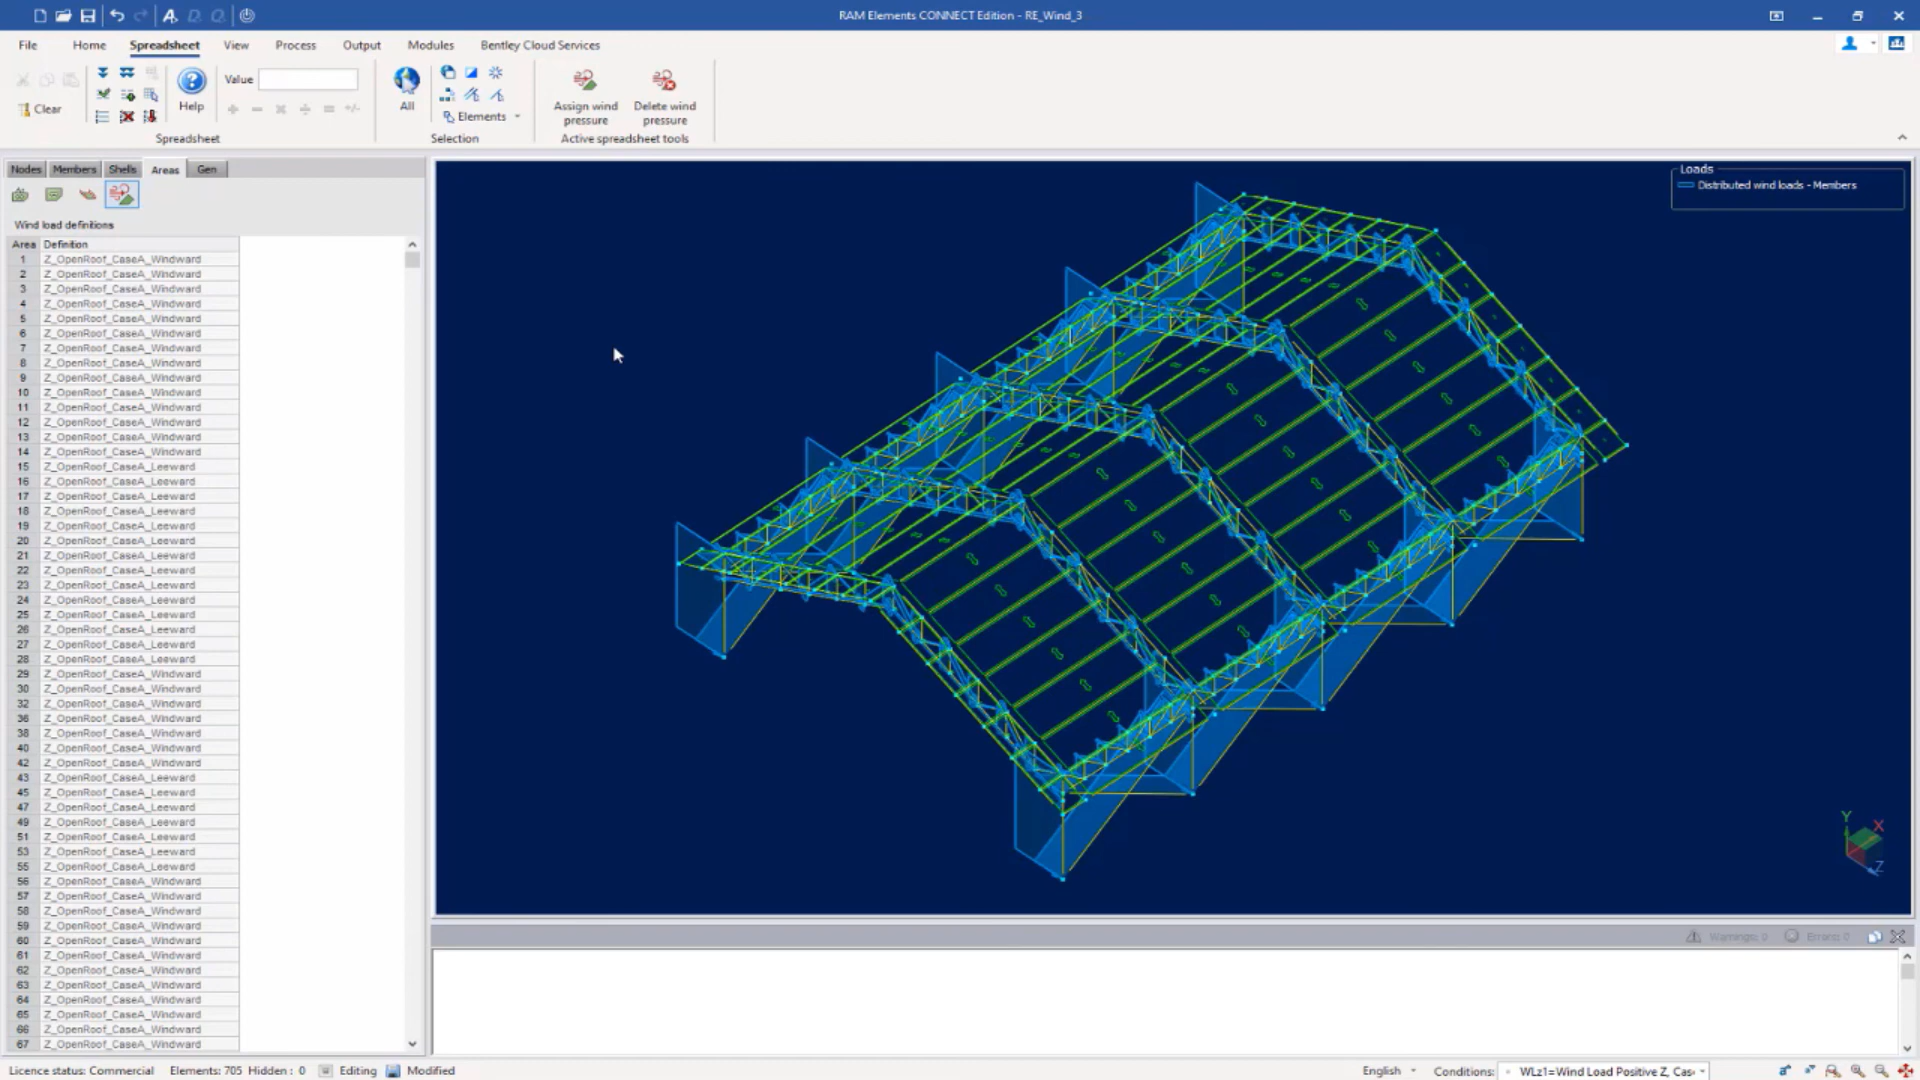 RAM Elements CONNECT Edition - RE_Wind_3
File Home Spreadsheet View Process Output Modules Bentley Cloud Services
Value
Clear
Help
All
Elements
Assign wind pressure
Delete wind pressure
Spreadsheet
Selection
Active spreadsheet tools
Nodes Members Shells Areas Gen
Wind load definitions
Area Definition
1 Z_OpenRoof_CaseA_Windward
2 Z_OpenRoof_CaseA_Windward
3 Z_OpenRoof_CaseA_Windward
4 Z_OpenRoof_CaseA_Windward
5 Z_OpenRoof_CaseA_Windward
6 Z_OpenRoof_CaseA_Windward
7 Z_OpenRoof_CaseA_Windward
8 Z_OpenRoof_CaseA_Windward
9 Z_OpenRoof_CaseA_Windward
10 Z_OpenRoof_CaseA_Windward
11 Z_OpenRoof_CaseA_Windward
12 Z_OpenRoof_CaseA_Windward
13 Z_OpenRoof_CaseA_Windward
14 Z_OpenRoof_CaseA_Windward
15 Z_OpenRoof_CaseA_Leeward
16 Z_OpenRoof_CaseA_Leeward
17 Z_OpenRoof_CaseA_Leeward
18 Z_OpenRoof_CaseA_Leeward
19 Z_OpenRoof_CaseA_Leeward
20 Z_OpenRoof_CaseA_Leeward
21 Z_OpenRoof_CaseA_Leeward
22 Z_OpenRoof_CaseA_Leeward
23 Z_OpenRoof_CaseA_Leeward
24 Z_OpenRoof_CaseA_Leeward
25 Z_OpenRoof_CaseA_Leeward
26 Z_OpenRoof_CaseA_Leeward
27 Z_OpenRoof_CaseA_Leeward
28 Z_OpenRoof_CaseA_Leeward
29 Z_OpenRoof_CaseA_Windward
30 Z_OpenRoof_CaseA_Windward
32 Z_OpenRoof_CaseA_Windward
36 Z_OpenRoof_CaseA_Windward
38 Z_OpenRoof_CaseA_Windward
40 Z_OpenRoof_CaseA_Windward
42 Z_OpenRoof_CaseA_Windward
43 Z_OpenRoof_CaseA_Leeward
45 Z_OpenRoof_CaseA_Leeward
47 Z_OpenRoof_CaseA_Leeward
49 Z_OpenRoof_CaseA_Leeward
51 Z_OpenRoof_CaseA_Leeward
53 Z_OpenRoof_CaseA_Leeward
55 Z_OpenRoof_CaseA_Leeward
56 Z_OpenRoof_CaseA_Windward
57 Z_OpenRoof_CaseA_Windward
58 Z_OpenRoof_CaseA_Windward
59 Z_OpenRoof_CaseA_Windward
60 Z_OpenRoof_CaseA_Windward
61 Z_OpenRoof_CaseA_Windward
62 Z_OpenRoof_CaseA_Windward
63 Z_OpenRoof_CaseA_Windward
64 Z_OpenRoof_CaseA_Windward
65 Z_OpenRoof_CaseA_Windward
66 Z_OpenRoof_CaseA_Windward
67 Z_OpenRoof_CaseA_Windward
Loads
Distributed wind loads - Members
Y X
Z
Warnings: 0 Errors: 0
Licence status: Commercial Elements: 705 Hidden : 0 Editing Modified English Conditions: WLz1=Wind Load Positive Z, Cas